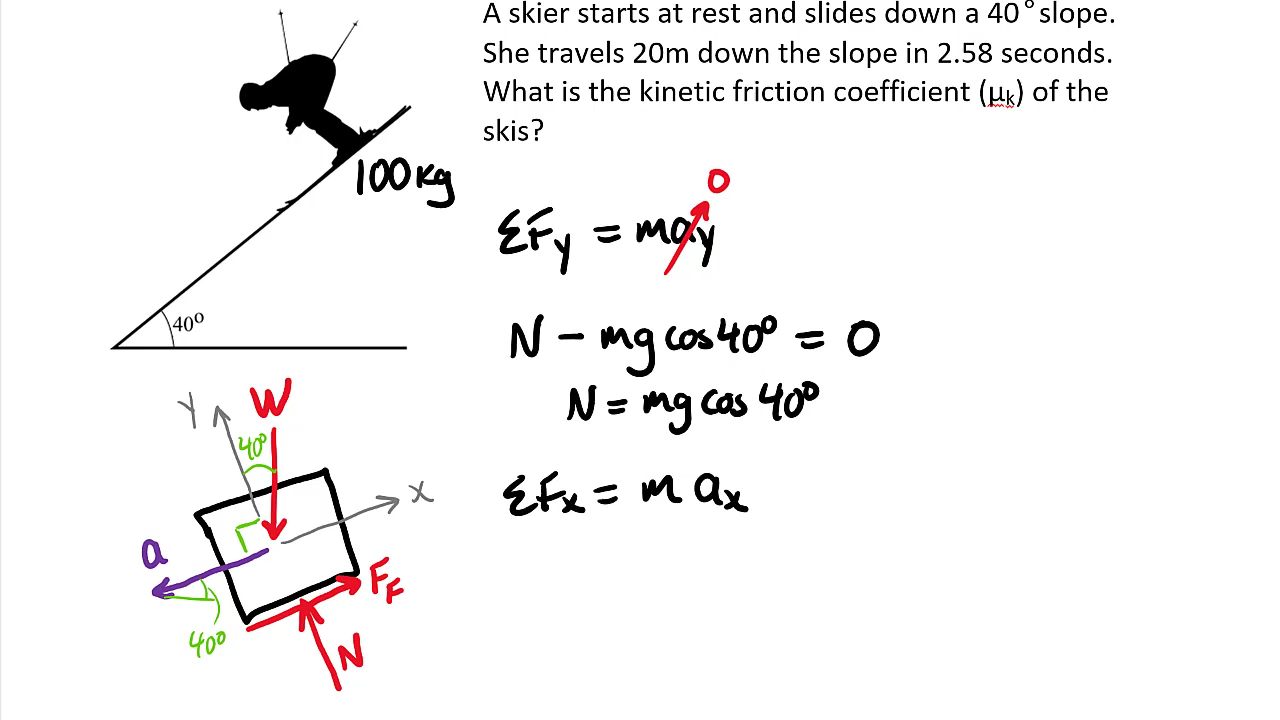 A skier starts at rest and slides down a 40° slope.
She travels 20m down the slope in 2.58 seconds.
What is the kinetic friction coefficient (μk) of the
skis?
100kg
40°
ΣFy = may 0
N - mg cos 40° = 0
N = mg cos 40°
ΣFx = m ax
Y
W
40°
X
a
FF
40°
N